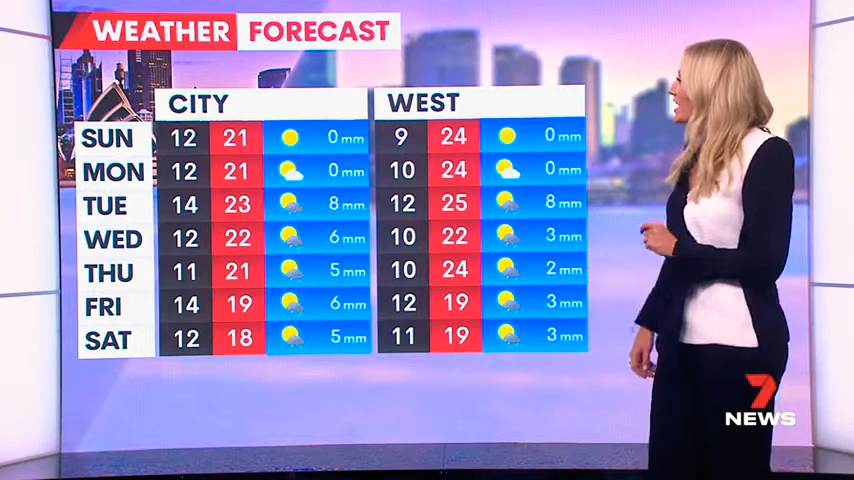 WEATHER FORECAST
CITY WEST
SUN 12 21 0 mm 9 24 0 mm
MON 12 21 0 mm 10 24 0 mm
TUE 14 23 8 mm 12 25 8 mm
WED 12 22 6 mm 10 22 3 mm
THU 11 21 5 mm 10 24 2 mm
FRI 14 19 6 mm 12 19 3 mm
SAT 12 18 5 mm 11 19 3 mm
7
NEWS